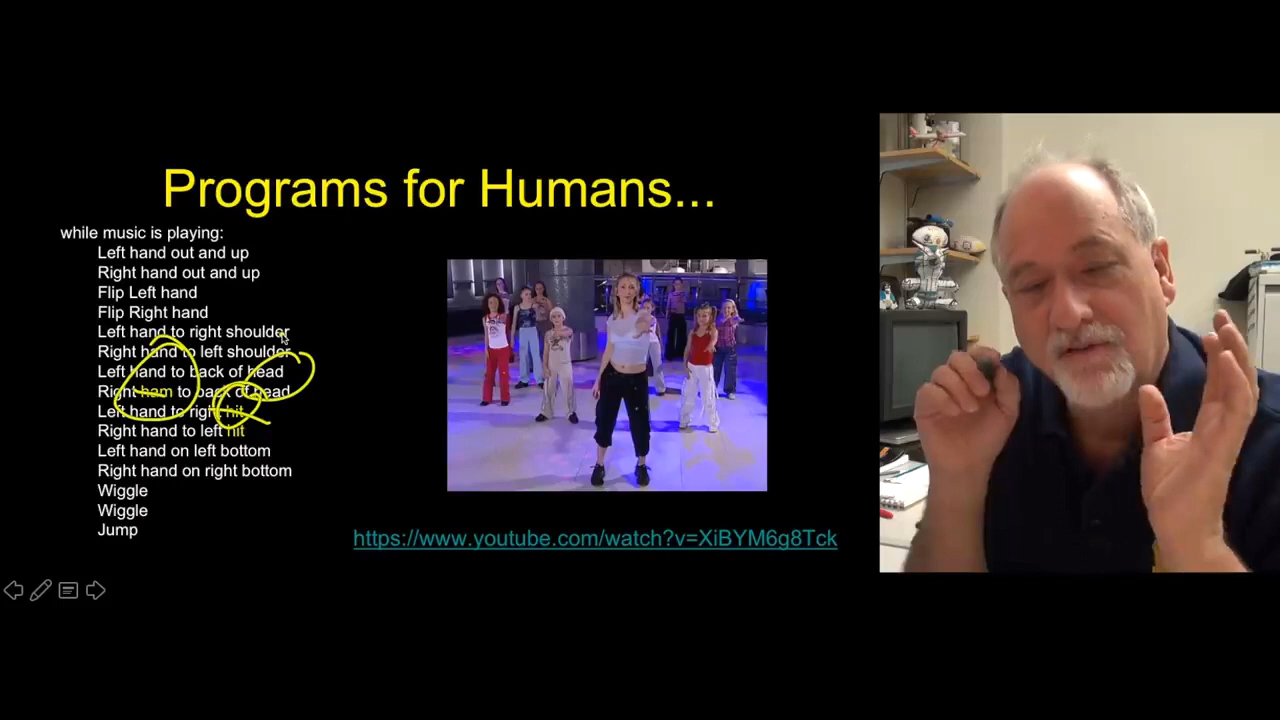 Programs for Humans...
while music is playing:
Left hand out and up
Right hand out and up
Flip Left hand
Flip Right hand
Left hand to right shoulder
Right hand to left shoulder
Left hand to back of head
Right ham to back of head
Left hand to right hit
Right hand to left hit
Left hand on left bottom
Right hand on right bottom
Wiggle
Wiggle
Jump
https://www.youtube.com/watch?v=XiBYM6g8Tck